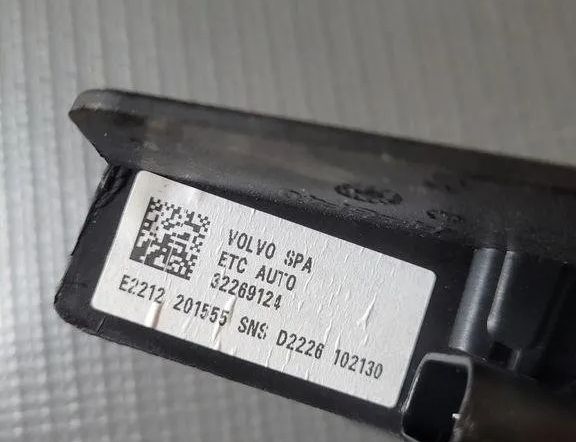 VOLVO SPA
ETC AUTO
32269124
E2212 201555 SNS D2226 102130